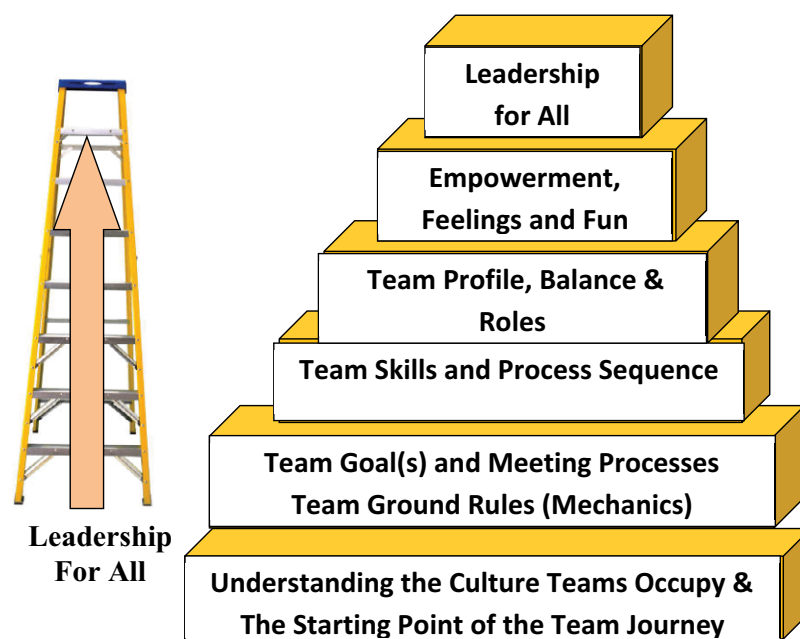 Leadership
for All
Empowerment,
Feelings and Fun
Team Profile, Balance &
Roles
Team Skills and Process Sequence
Team Goal(s) and Meeting Processes
Team Ground Rules (Mechanics)
Understanding the Culture Teams Occupy &
The Starting Point of the Team Journey
Leadership
For All